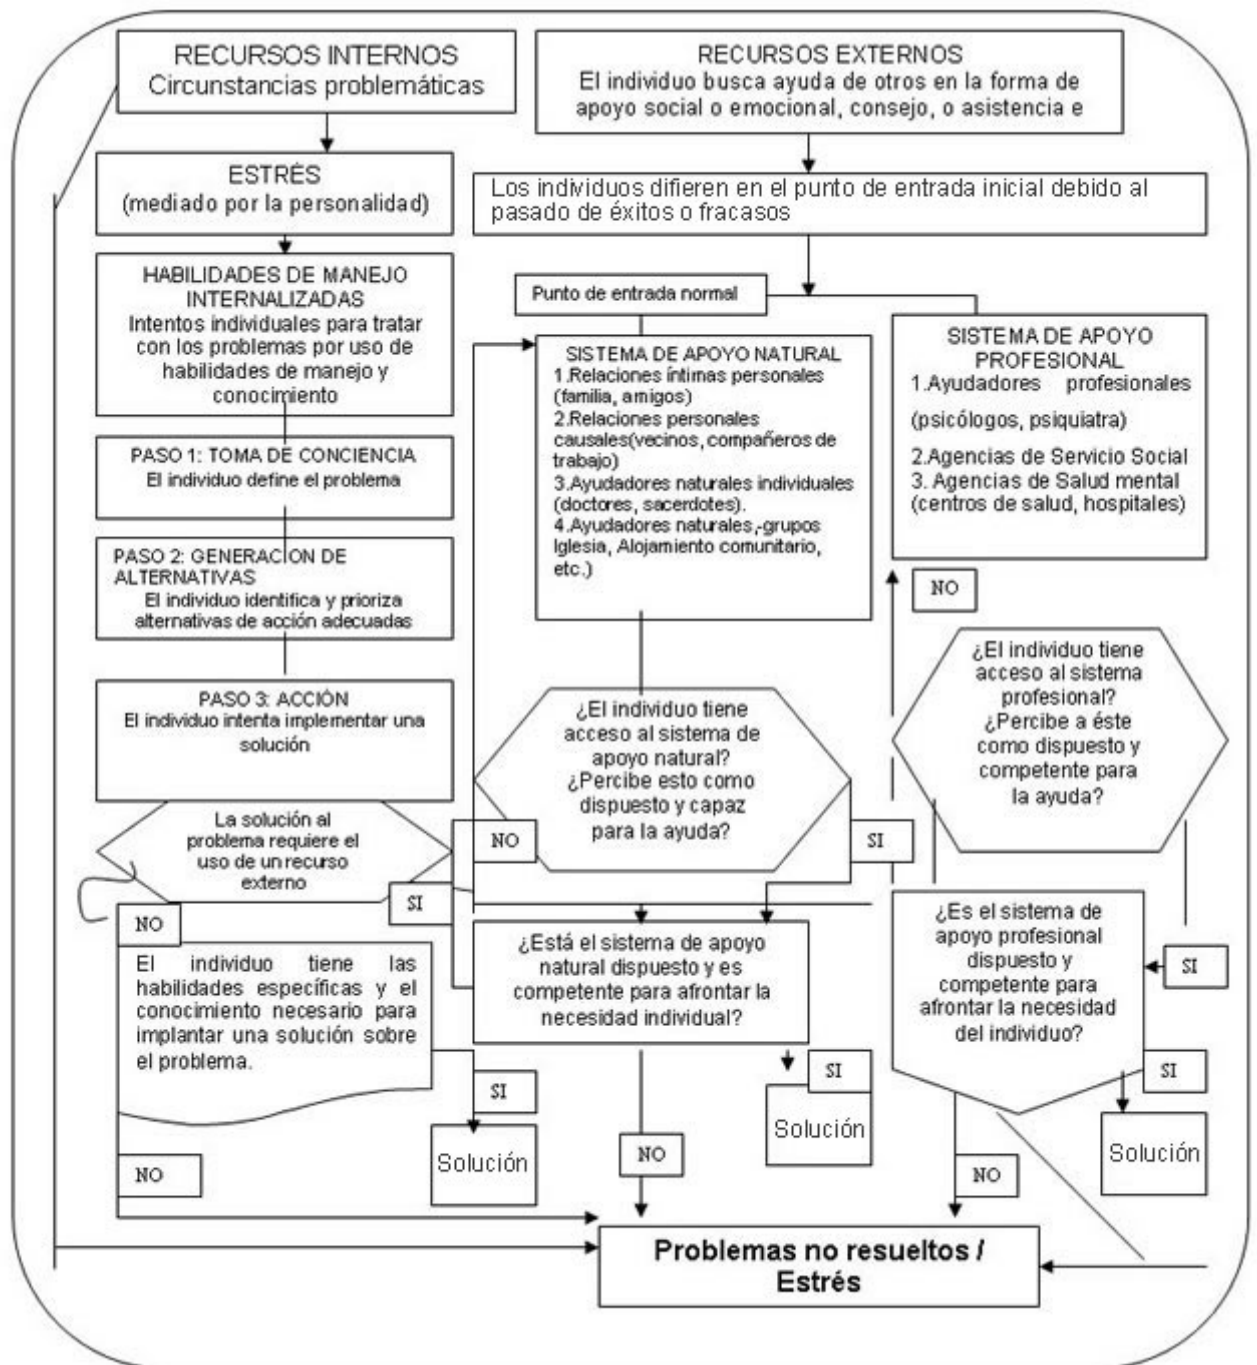 RECURSOS INTERNOS
Circunstancias problemáticas
ESTRÉS
(mediado por la personalidad)
HABILIDADES DE MANEJO
INTERNALIZADAS
Intentos individuales para tratar
con los problemas por uso de
habilidades de manejo y
conocimiento
PASO 1: TOMA DE CONCIENCIA
El individuo define el problema
PASO 2: GENERACION DE
ALTERNATIVAS
El individuo identifica y prioriza
alternativas de acción adecuadas
PASO 3: ACCIÓN
El individuo intenta implementar una
solución
La solución al
problema requiere el
uso de un recurso
externo
SI
NO
El individuo tiene las
habilidades específicas y el
conocimiento necesario para
implantar una solución sobre
el problema.
SI
Solución
NO
RECURSOS EXTERNOS
El individuo busca ayuda de otros en la forma de
apoyo social o emocional, consejo, o asistencia e
Los individuos difieren en el punto de entrada inicial debido al
pasado de éxitos o fracasos
Punto de entrada normal
SISTEMA DE APOYO NATURAL
1.Relaciones íntimas personales
(familia, amigos)
2.Relaciones personales
causales(vecinos, compañeros de
trabajo)
3.Ayudadores naturales individuales
(doctores, sacerdotes).
4.Ayudadores naturales,-grupos
Iglesia, Alojamiento comunitario,
etc.)
¿El individuo tiene
acceso al sistema de
apoyo natural?
¿Percibe esto como
dispuesto y capaz
para la ayuda?
NO
SI
¿Está el sistema de apoyo
natural dispuesto y es
competente para afrontar la
necesidad individual?
SI
Solución
NO
SISTEMA DE APOYO
PROFESIONAL
1.Ayudadores profesionales
(psicólogos, psiquiatra)
2.Agencias de Servicio Social
3. Agencias de Salud mental
(centros de salud, hospitales)
NO
¿El individuo tiene
acceso al sistema
profesional?
¿Percibe a éste
como dispuesto y
competente para
la ayuda?
SI
¿Es el sistema de
apoyo profesional
dispuesto y
competente para
afrontar la necesidad
del individuo?
SI
Solución
NO
Problemas no resueltos /
Estrés